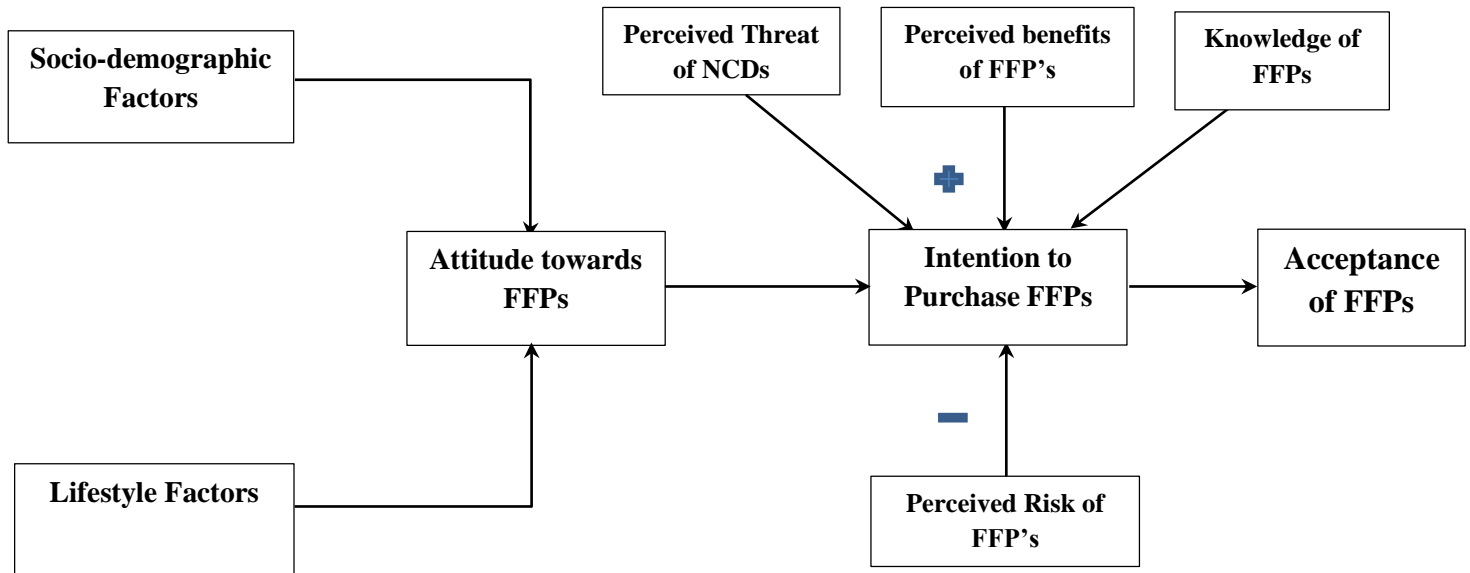 Socio-demographic
Factors
Perceived Threat
of NCDs
Perceived benefits
of FFP’s
Knowledge of
FFPs
Attitude towards
FFPs
Intention to
Purchase FFPs
Acceptance
of FFPs
Lifestyle Factors
Perceived Risk of
FFP’s